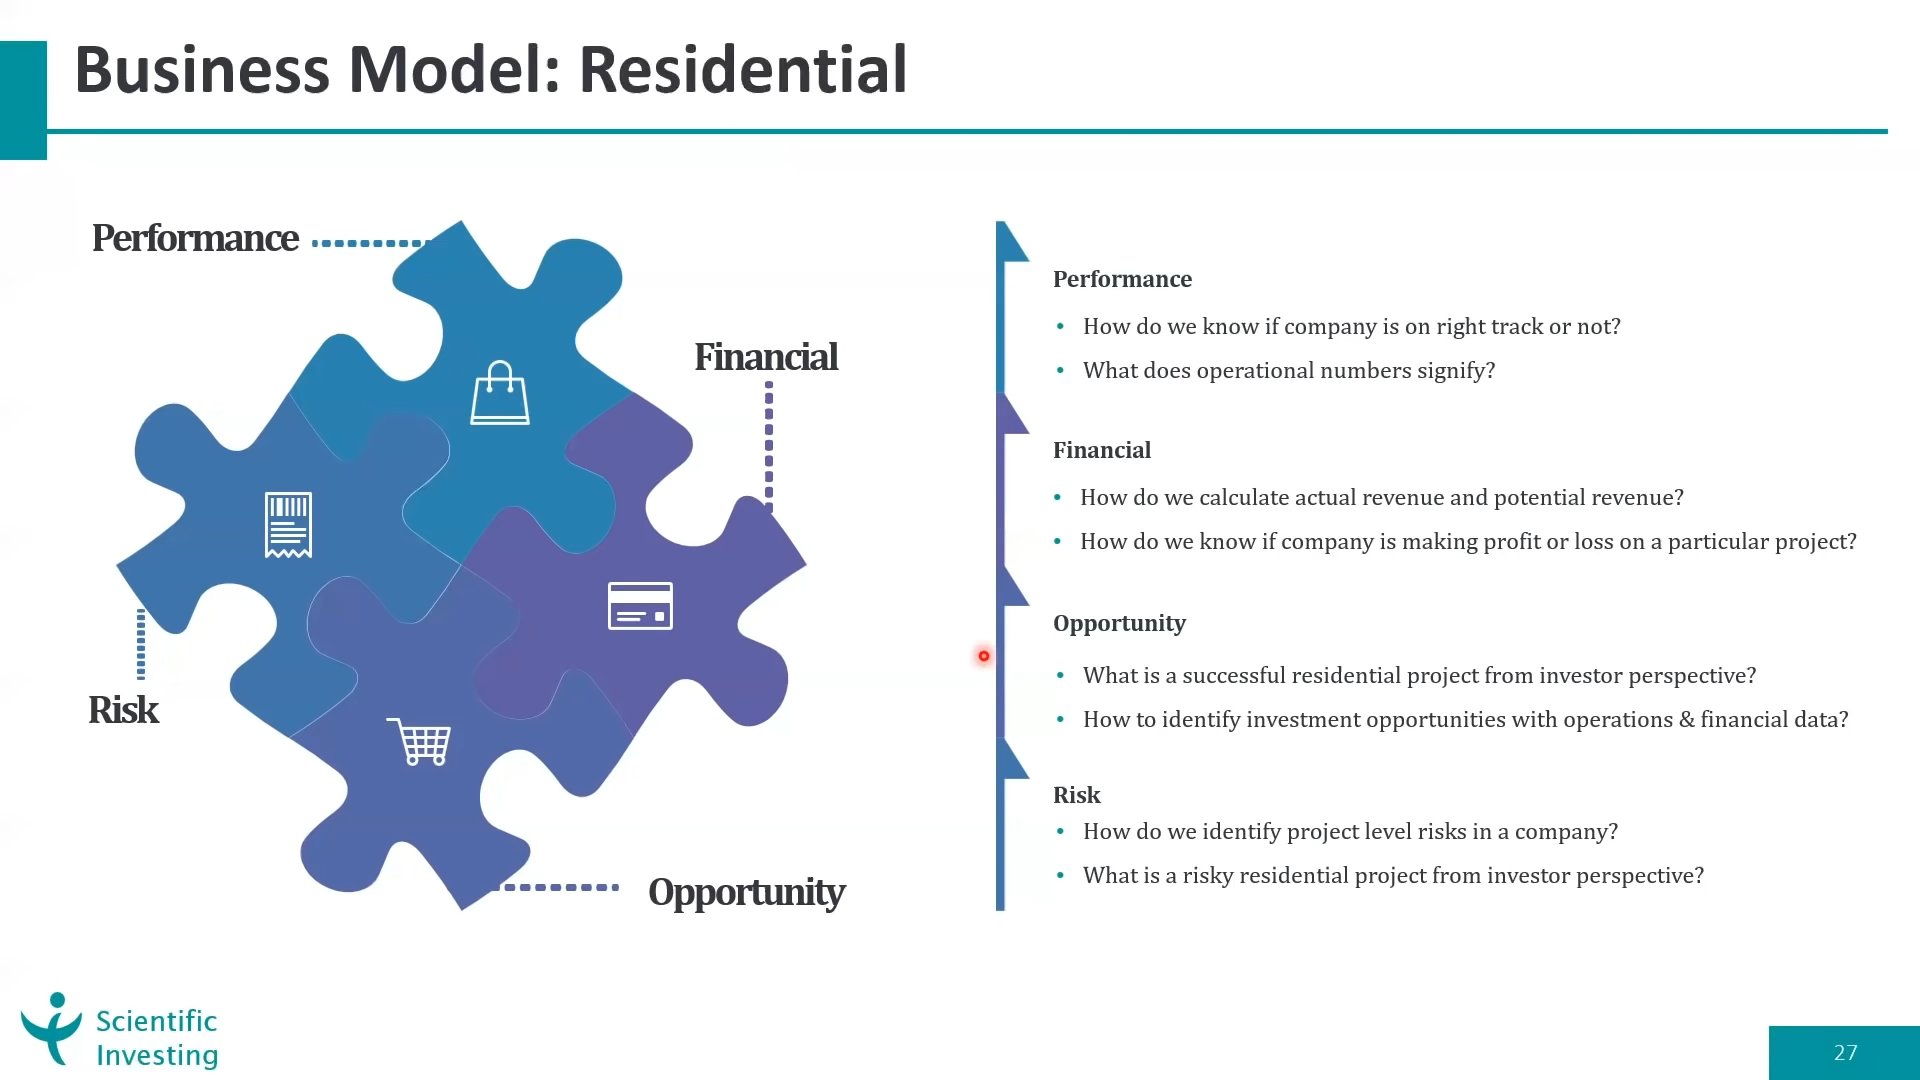 Business Model: Residential
Performance
Financial
Risk
Opportunity
Performance
• How do we know if company is on right track or not?
• What does operational numbers signify?
Financial
• How do we calculate actual revenue and potential revenue?
• How do we know if company is making profit or loss on a particular project?
Opportunity
• What is a successful residential project from investor perspective?
• How to identify investment opportunities with operations & financial data?
Risk
• How do we identify project level risks in a company?
• What is a risky residential project from investor perspective?
Scientific
Investing
27